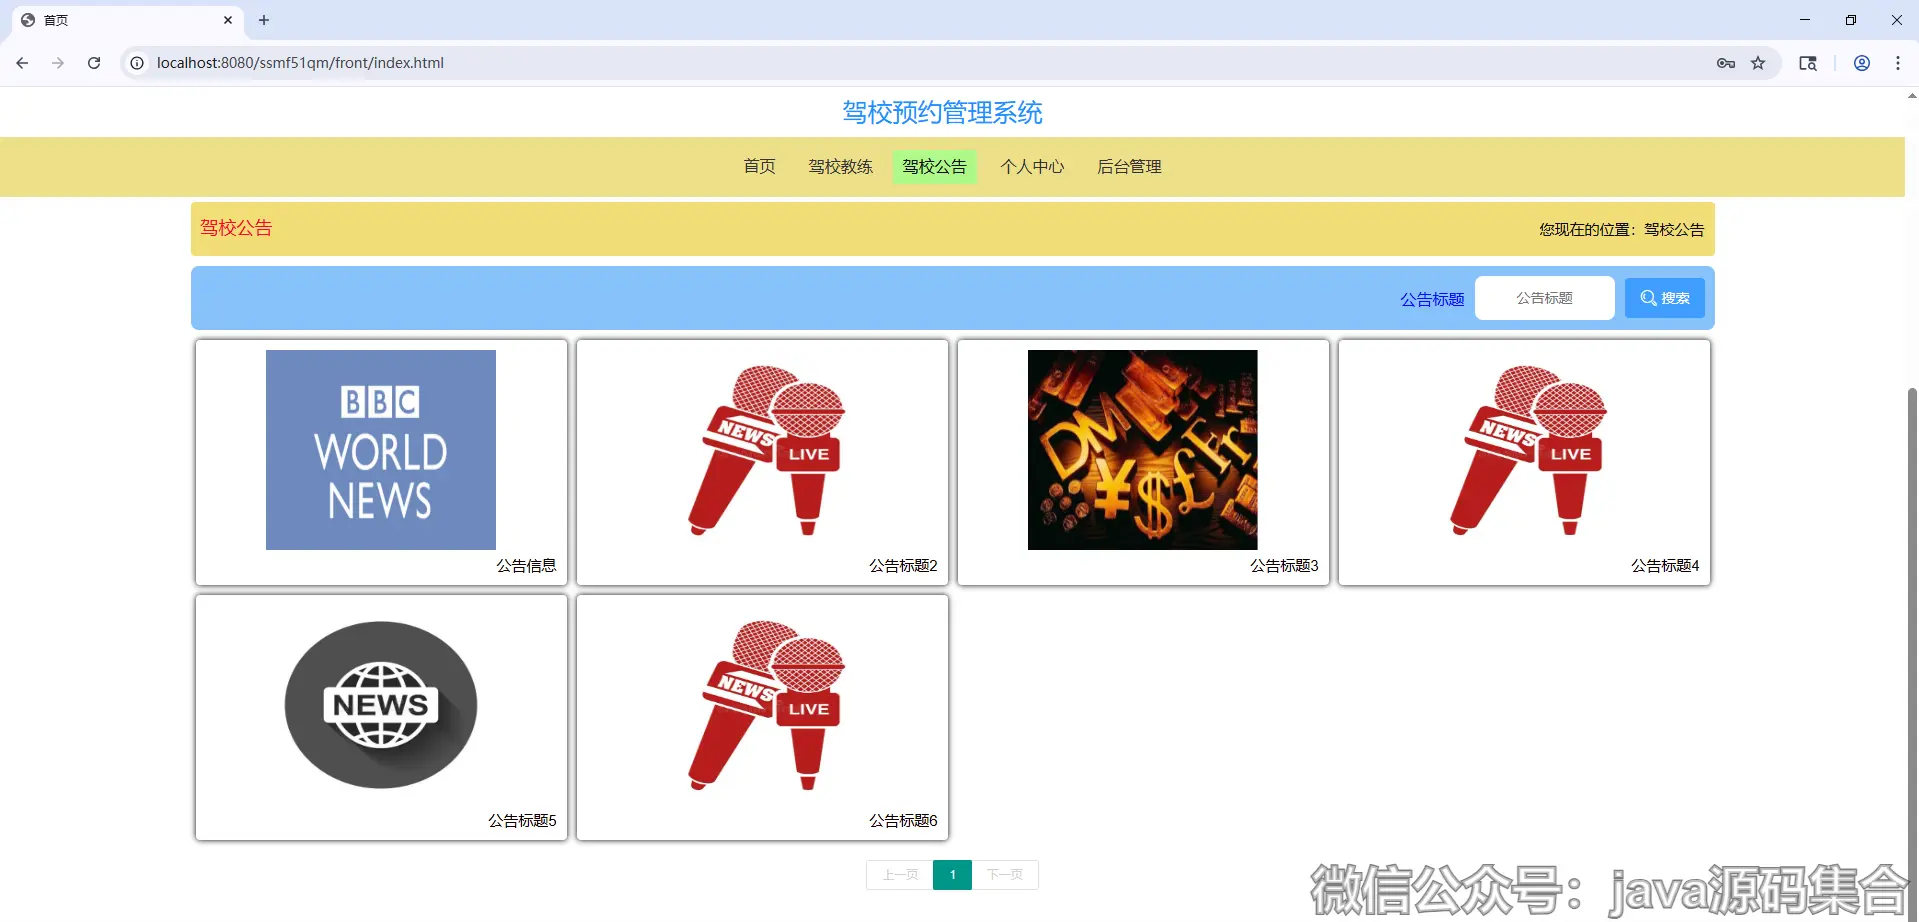 首页
localhost:8080/ssmf51qm/front/index.html
驾校预约管理系统
首页 驾校教练 驾校公告 个人中心 后台管理
驾校公告 您现在的位置：驾校公告
公告标题 公告标题 搜索
BBC
WORLD
NEWS
公告信息
NEWS
LIVE
公告标题2
DM
¥$£Fr
公告标题3
NEWS
LIVE
公告标题4
NEWS
公告标题5
NEWS
LIVE
公告标题6
上一页 1 下一页
微信公众号：java源码集合